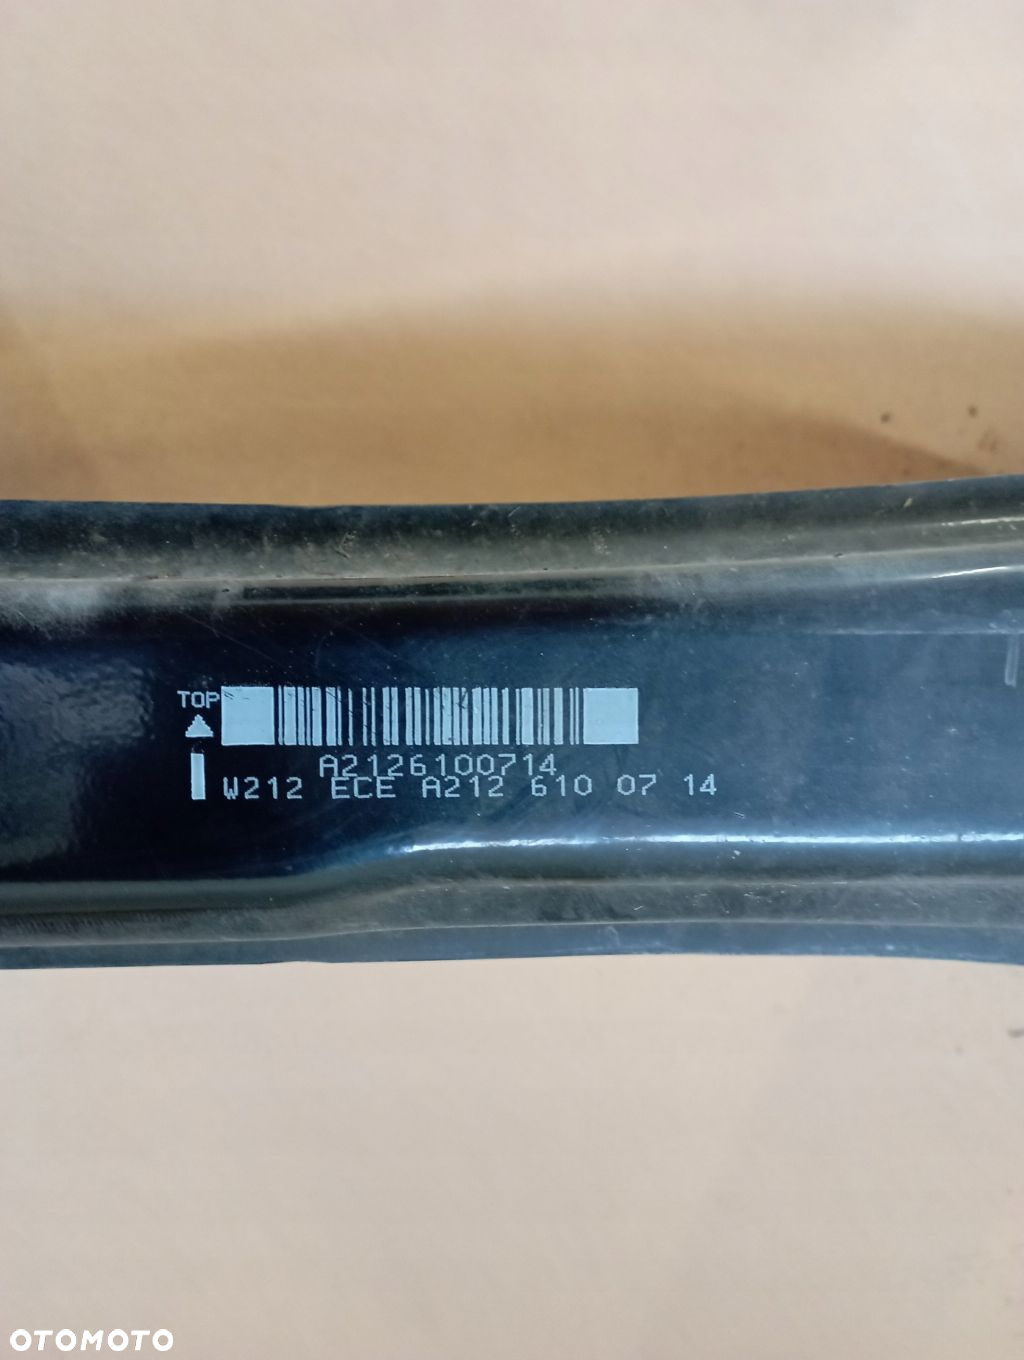 TOP
A2126100714
W212 ECE A212 610 07 14
OTOMOTO